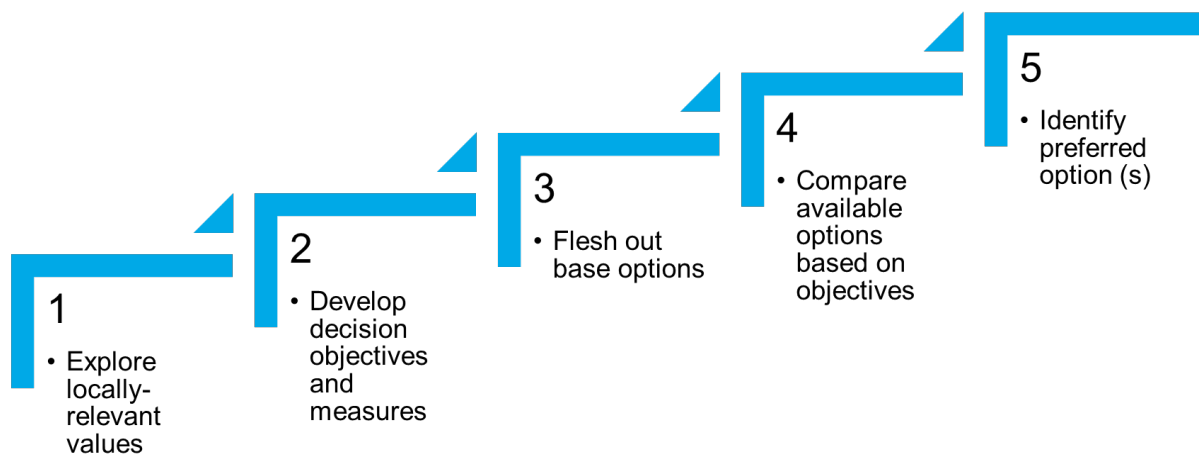 1
• Explore
locally-
relevant
values
2
• Develop
decision
objectives
and
measures
3
• Flesh out
base options
4
• Compare
available
options
based on
objectives
5
• Identify
preferred
option (s)